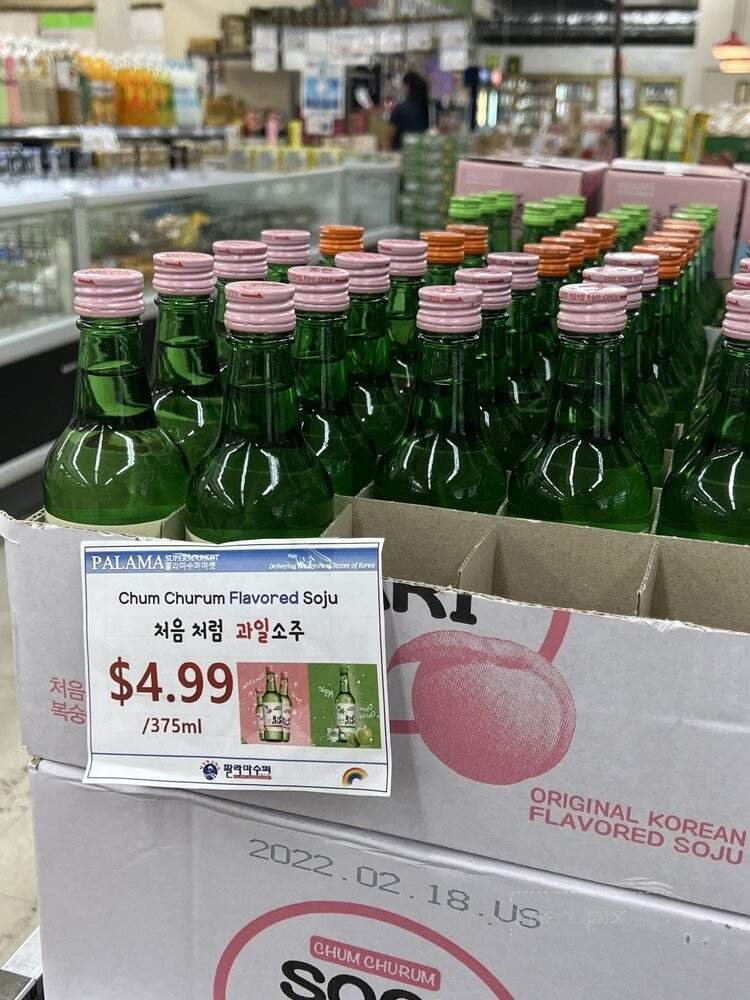 PALAMA SUPERMARKET
팔라마수퍼마켓
Delivering the Freshest Tastes of Korea
Chum Churum Flavored Soju
처음 처럼 과일소주
$4.99
/375ml
팔라마수퍼
처음
복숭
ORIGINAL KOREAN
FLAVORED SOJU
2022.02.18.US
menupix
CHUM CHURUM